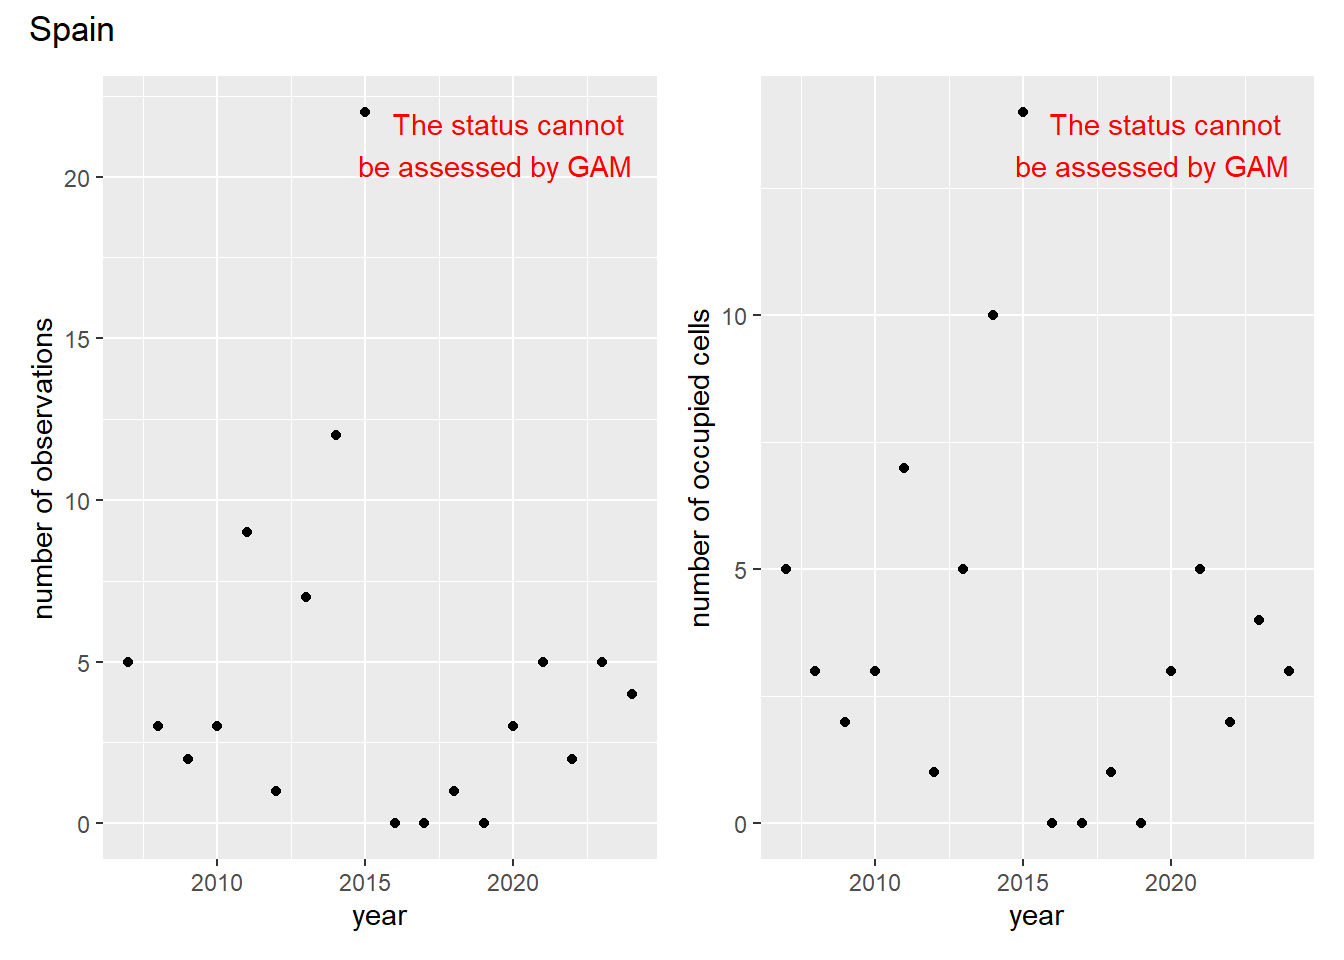 Spain
The status cannot
be assessed by GAM
20
15
10
5
0
number of observations
2010
2015
2020
year
The status cannot
be assessed by GAM
10
5
0
number of occupied cells
2010
2015
2020
year